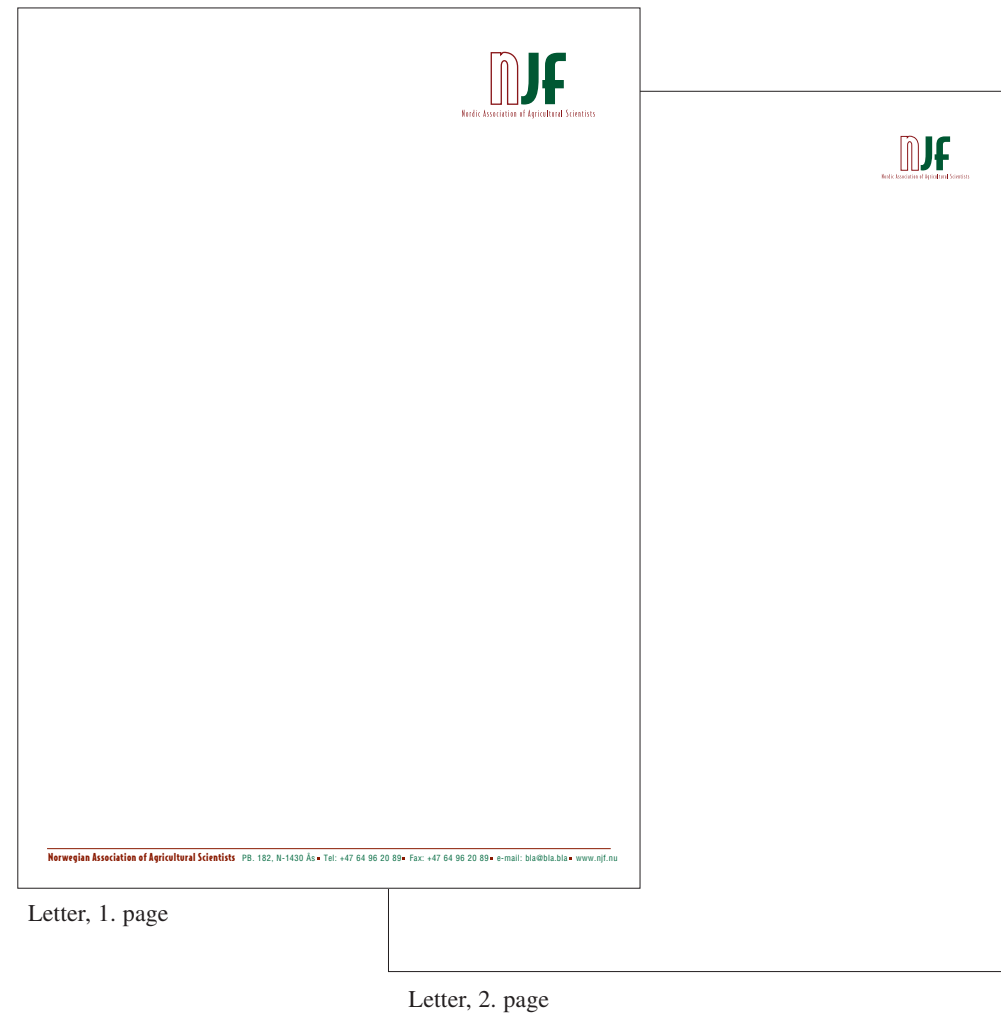 nJF
Nordic Association of Agricultural Scientists
nJF
Nordic Association of Agricultural Scientists
Norwegian Association of Agricultural Scientists PB. 182, N-1430 Ås ▪ Tel: +47 64 96 20 89 ▪ Fax: +47 64 96 20 89 ▪ e-mail: bla@bla.bla ▪ www.njf.nu
Letter, 1. page
Letter, 2. page